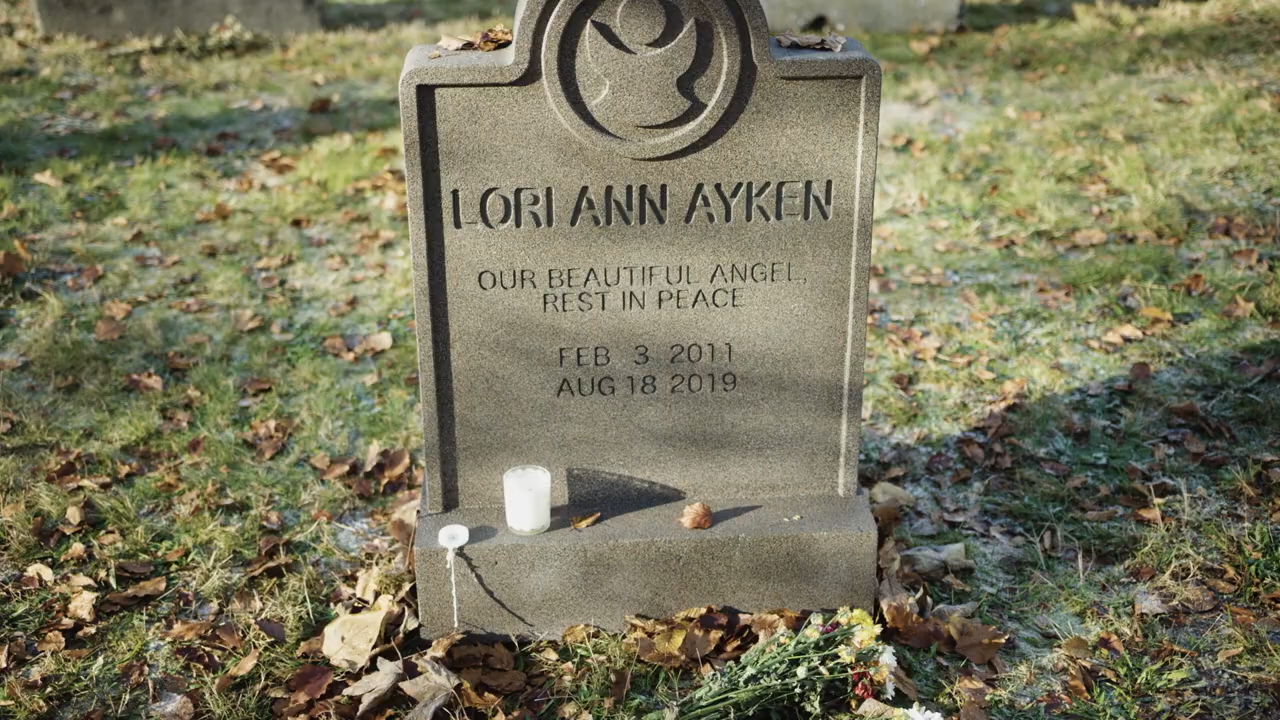 LORI ANN AYKEN
OUR BEAUTIFUL ANGEL,
REST IN PEACE
FEB 3 2011
AUG 18 2019